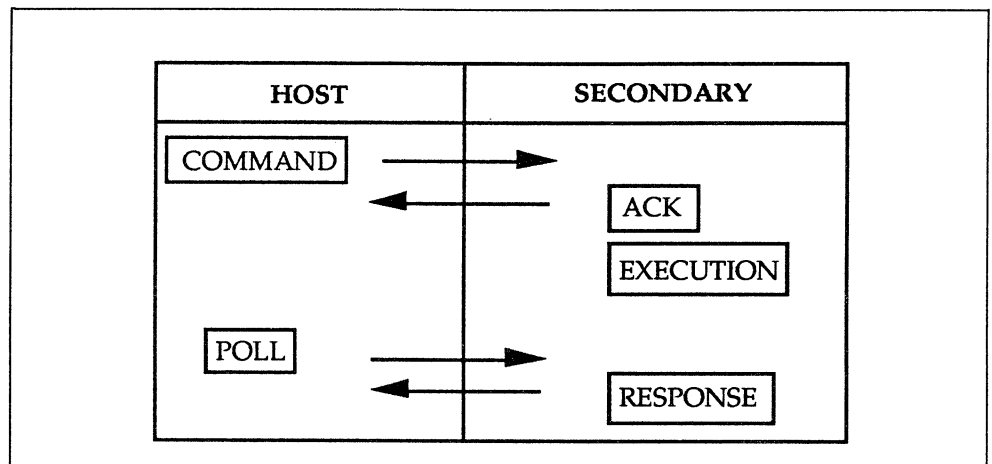 HOST
SECONDARY
COMMAND
ACK
EXECUTION
POLL
RESPONSE